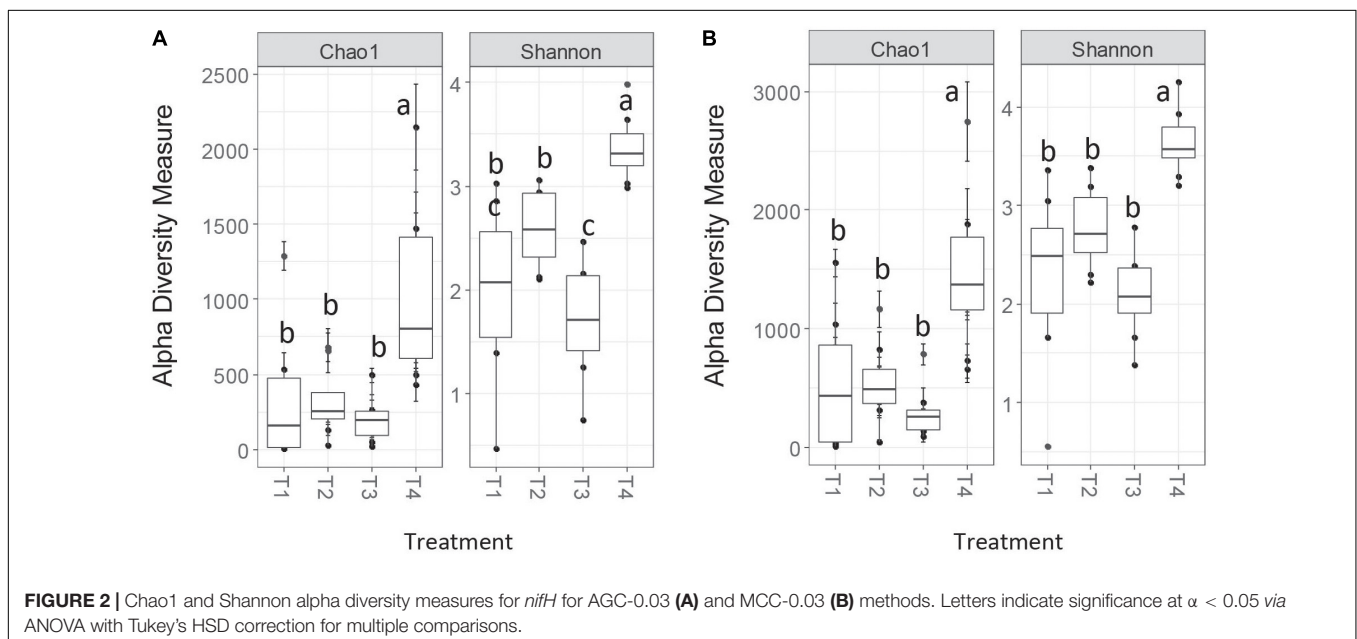 A
Chao1
Shannon
Alpha Diversity Measure
2500
2000
1500
1000
500
0
b
b
b
a
4
3
2
1
b
c
b
c
a
T1
T2
T3
T4
T1
T2
T3
T4
Treatment
B
Chao1
Shannon
Alpha Diversity Measure
3000
2000
1000
0
b
b
b
a
4
3
2
1
b
b
b
a
T1
T2
T3
T4
T1
T2
T3
T4
Treatment
FIGURE 2 | Chao1 and Shannon alpha diversity measures for nifH for AGC-0.03 (A) and MCC-0.03 (B) methods. Letters indicate significance at α < 0.05 via
ANOVA with Tukey's HSD correction for multiple comparisons.